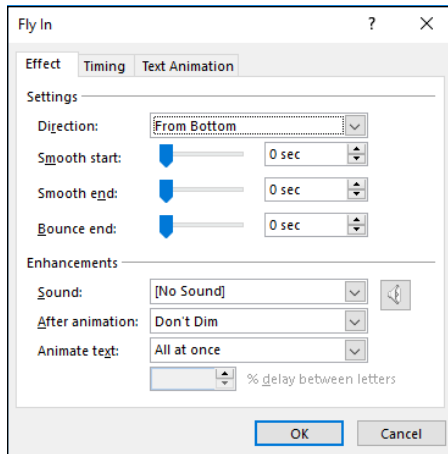 Fly In ?
Effect Timing Text Animation
Settings
Direction: From Bottom
Smooth start: 0 sec
Smooth end: 0 sec
Bounce end: 0 sec
Enhancements
Sound: [No Sound]
After animation: Don't Dim
Animate text: All at once
% delay between letters
OK Cancel